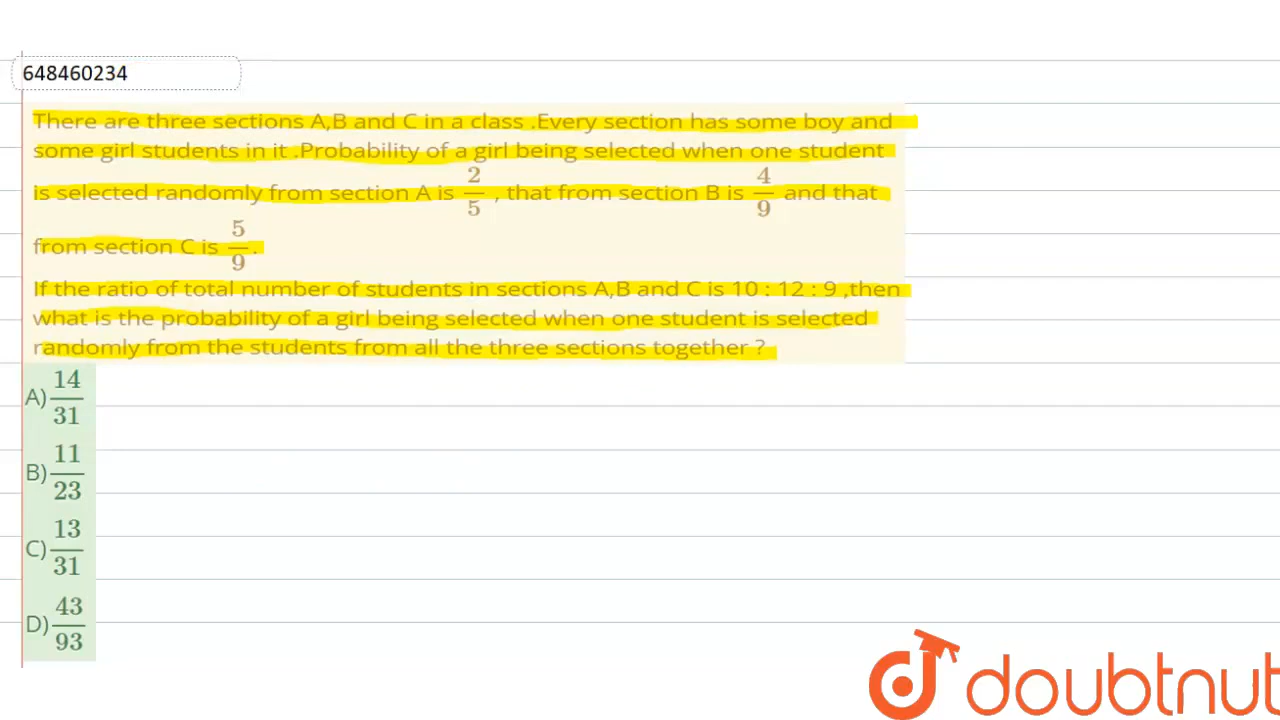 648460234
There are three sections A,B and C in a class .Every section has some boy and
some girl students in it .Probability of a girl being selected when one student
is selected randomly from section A is 2/5 , that from section B is 4/9 and that
from section C is 5/9 .
If the ratio of total number of students in sections A,B and C is 10 : 12 : 9 ,then
what is the probability of a girl being selected when one student is selected
randomly from the students from all the three sections together ?
A) 14/31
B) 11/23
C) 13/31
D) 43/93
doubtnut